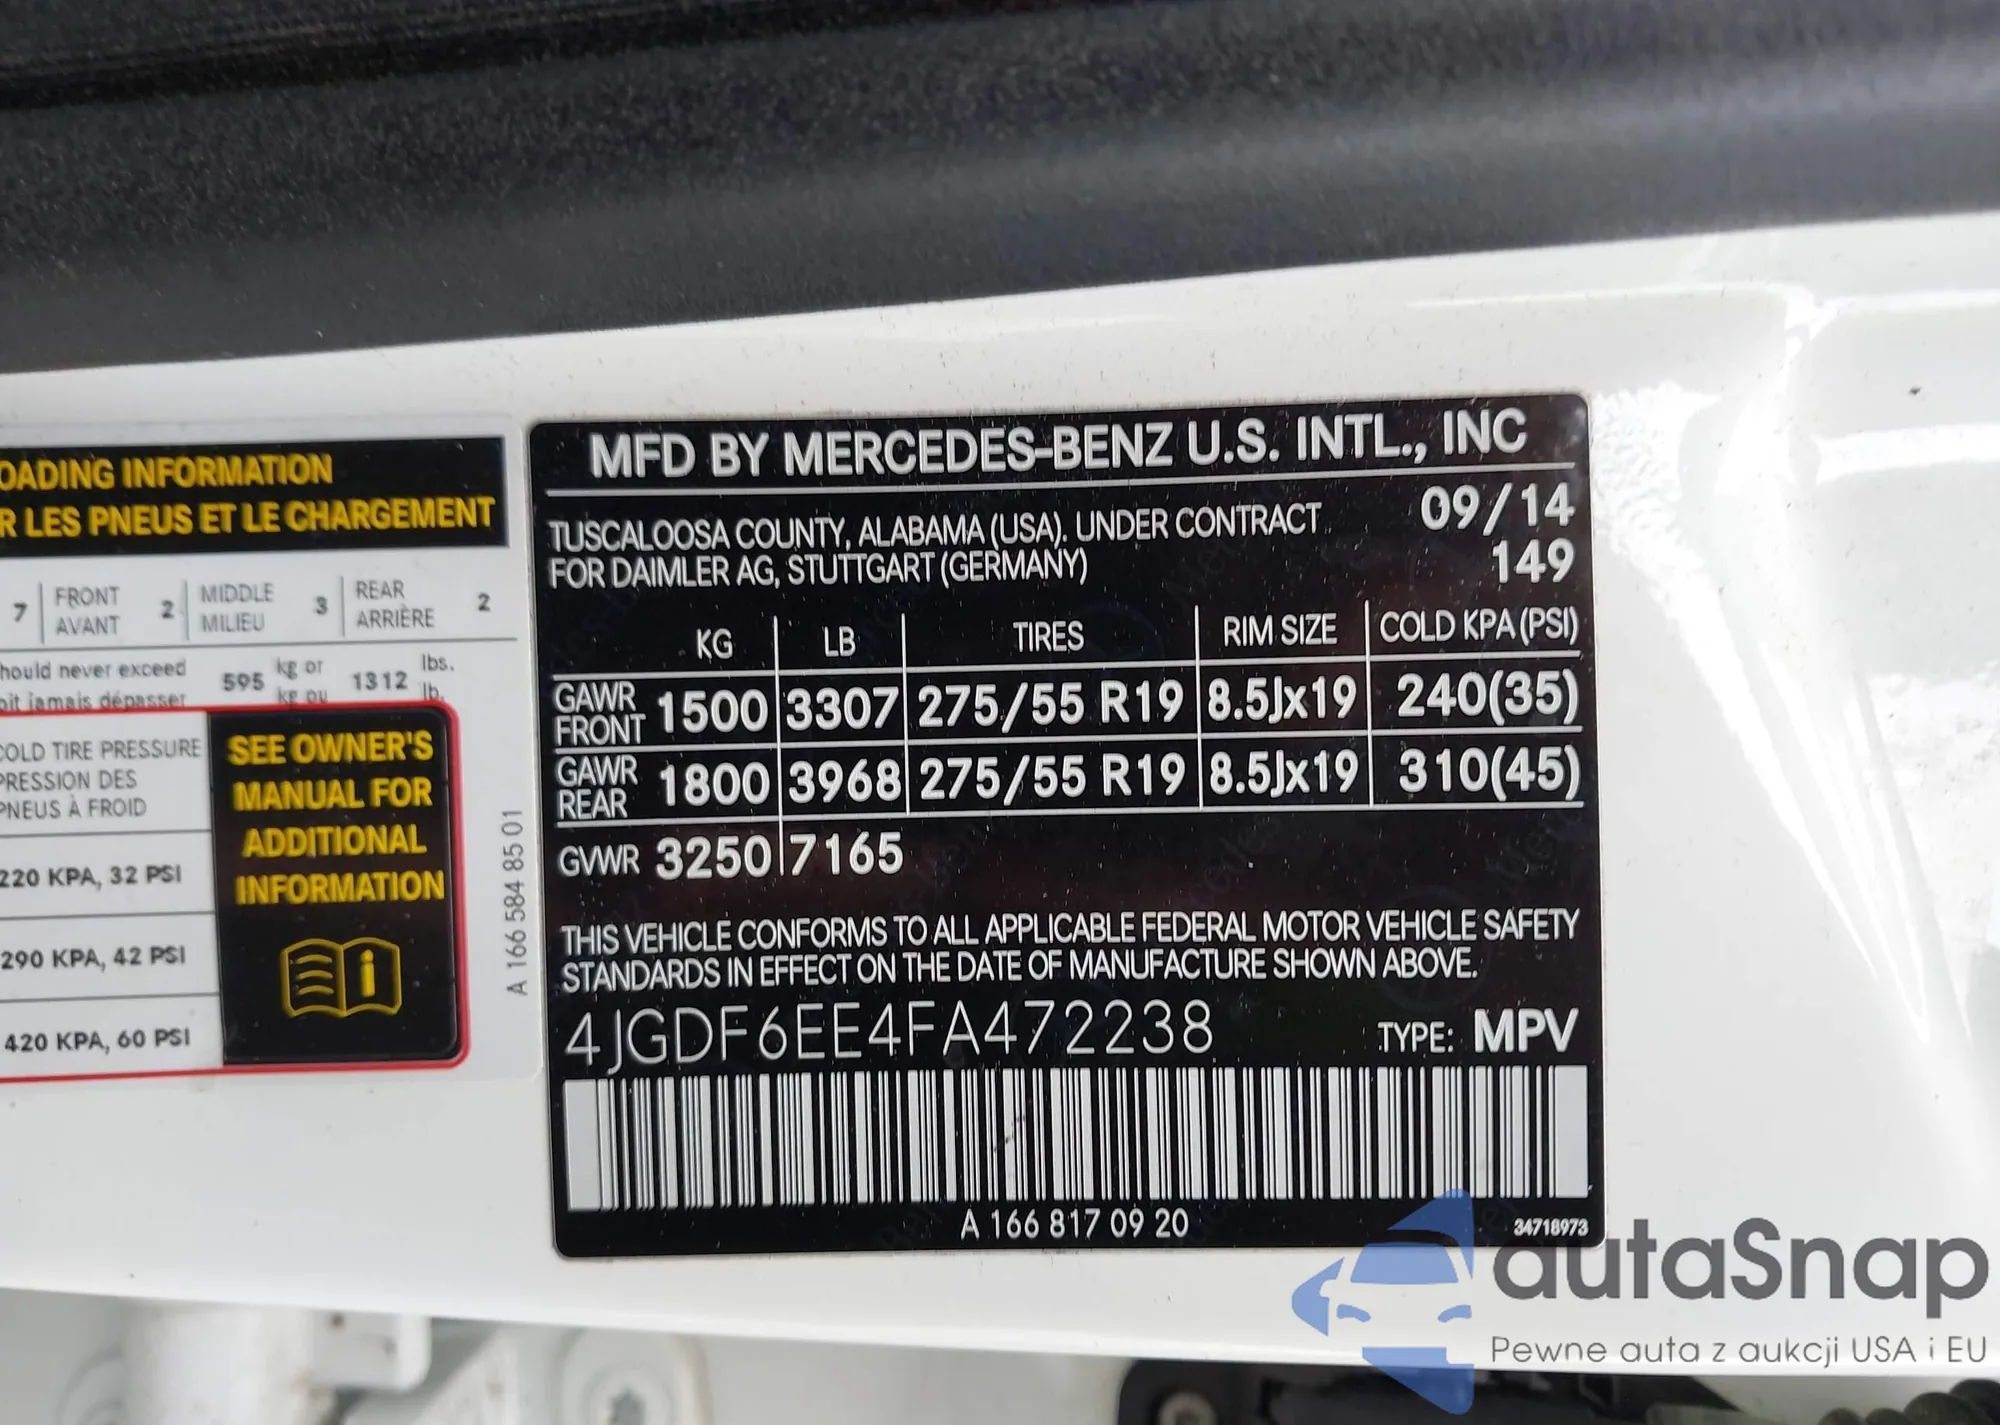 OADING INFORMATION
R LES PNEUS ET LE CHARGEMENT
7 FRONT AVANT 2 MIDDLE MILIEU 3 REAR ARRIÈRE 2
hould never exceed 595 kg or 1312 lbs.
oit jamais dépasser kg ou lb.
COLD TIRE PRESSURE
PRESSION DES
PNEUS À FROID
220 KPA, 32 PSI
290 KPA, 42 PSI
420 KPA, 60 PSI
SEE OWNER'S
MANUAL FOR
ADDITIONAL
INFORMATION
i
A 166 584 85 01
MFD BY MERCEDES-BENZ U.S. INTL., INC
TUSCALOOSA COUNTY, ALABAMA (USA). UNDER CONTRACT 09/14
FOR DAIMLER AG, STUTTGART (GERMANY) 149
KG LB TIRES RIM SIZE COLD KPA (PSI)
GAWR FRONT 1500 3307 275/55 R19 8.5Jx19 240(35)
GAWR REAR 1800 3968 275/55 R19 8.5Jx19 310(45)
GVWR 3250 7165
THIS VEHICLE CONFORMS TO ALL APPLICABLE FEDERAL MOTOR VEHICLE SAFETY
STANDARDS IN EFFECT ON THE DATE OF MANUFACTURE SHOWN ABOVE.
4JGDF6EE4FA472238 TYPE: MPV
A 166 817 09 20
34718973
autaSnap
Pewne auta z aukcji USA i EU